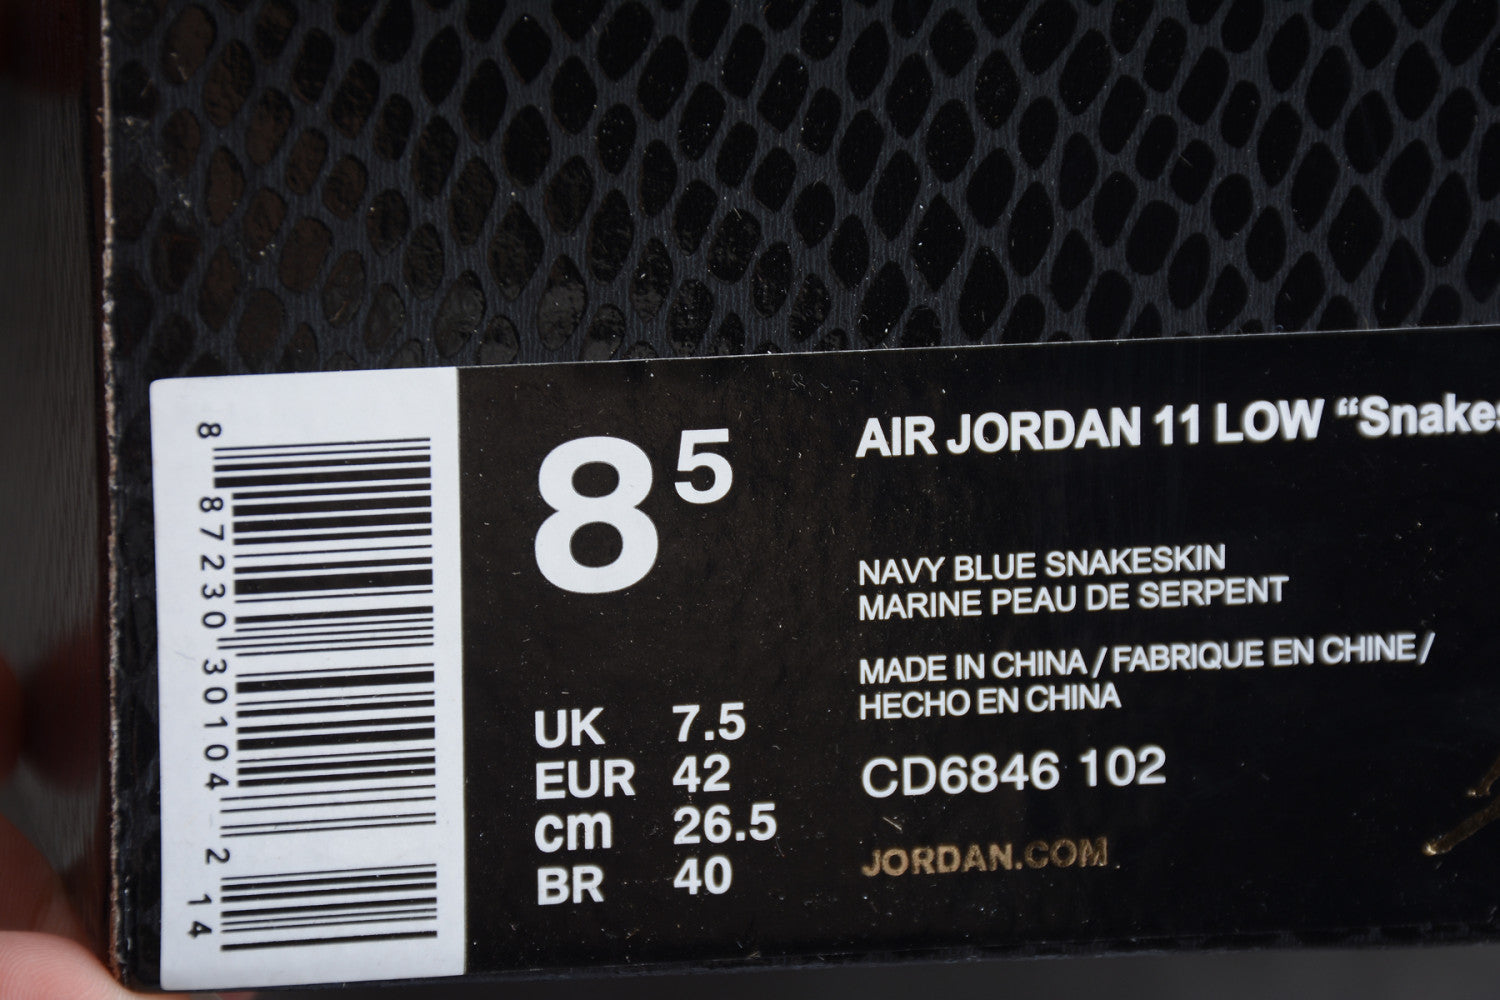 8 87230 30104 2 14
8 5
AIR JORDAN 11 LOW “Snakes
NAVY BLUE SNAKESKIN
MARINE PEAU DE SERPENT
MADE IN CHINA / FABRIQUE EN CHINE /
HECHO EN CHINA
UK 7.5
EUR 42
cm 26.5
BR 40
CD6846 102
JORDAN.COM